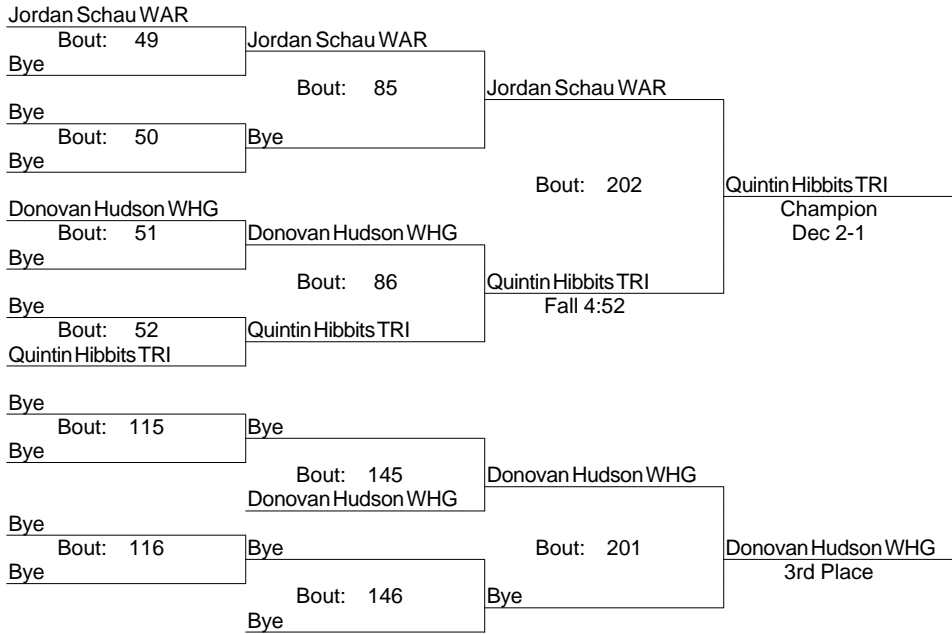 Jordan Schau WAR
Bout: 49
Jordan Schau WAR
Bye
Bout: 85
Jordan Schau WAR
Bye
Bout: 50
Bye
Bye
Bout: 202
Quintin Hibbits TRI
Champion
Dec 2-1
Donovan Hudson WHG
Bout: 51
Donovan Hudson WHG
Bye
Bout: 86
Quintin Hibbits TRI
Fall 4:52
Bye
Bout: 52
Quintin Hibbits TRI
Quintin Hibbits TRI
Bye
Bout: 115
Bye
Bye
Bout: 145
Donovan Hudson WHG
Donovan Hudson WHG
Bye
Bout: 116
Bye
Bye
Bout: 201
Donovan Hudson WHG
3rd Place
Bout: 146
Bye
Bye